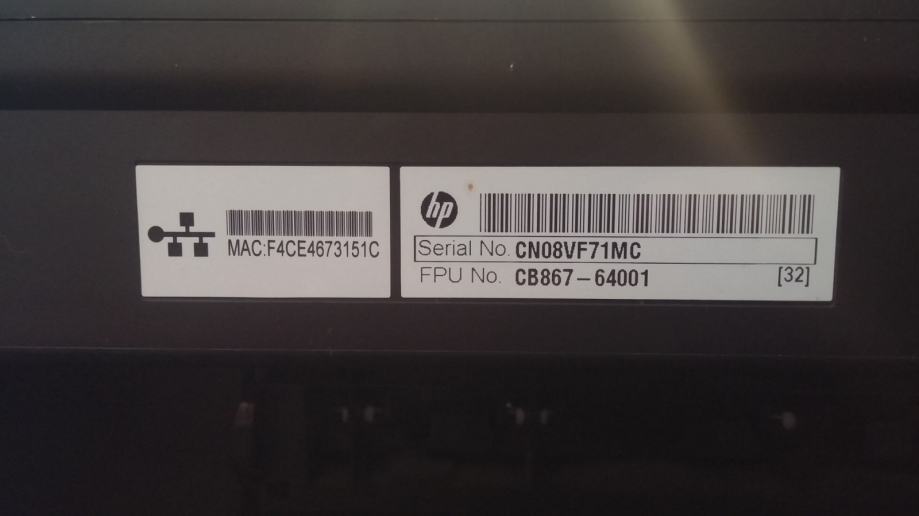 MAC:F4CE4673151C
hp
Serial No. CN08VF71MC
FPU No. CB867-64001 [32]